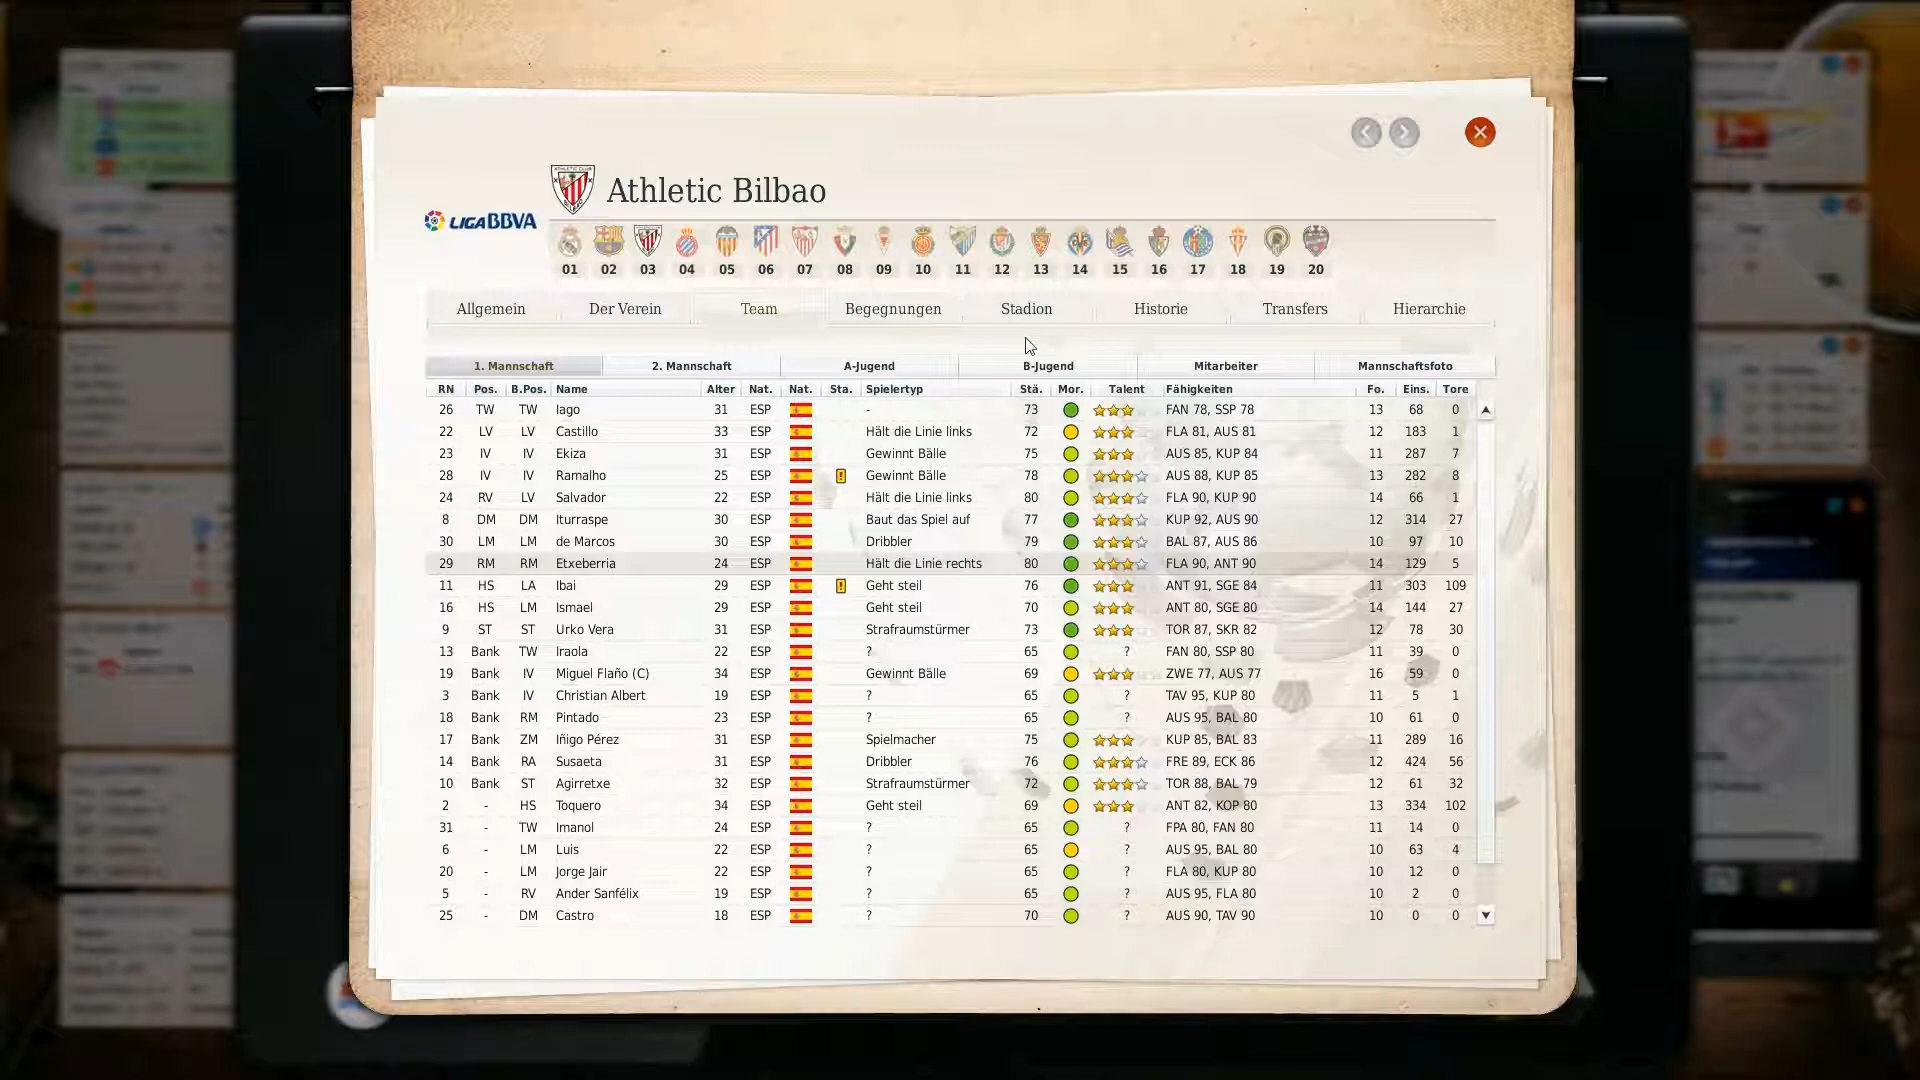 Athletic Bilbao
LIGA BBVA
01 02 03 04 05 06 07 08 09 10 11 12 13 14 15 16 17 18 19 20
Allgemein Der Verein Team Begegnungen Stadion Historie Transfers Hierarchie
1. Mannschaft 2. Mannschaft A-Jugend B-Jugend Mitarbeiter Mannschaftsfoto
RN Pos. B.Pos. Name Alter Nat. Nat. Sta. Spielertyp Stä. Mor. Talent Fähigkeiten Fo. Eins. Tore
26 TW TW Iago 31 ESP - 73 FAN 78, SSP 78 13 68 0
22 LV LV Castillo 33 ESP Hält die Linie links 72 FLA 81, AUS 81 12 183 1
23 IV IV Ekiza 31 ESP Gewinnt Bälle 75 AUS 85, KUP 84 11 287 7
28 IV IV Ramalho 25 ESP ! Gewinnt Bälle 78 AUS 88, KUP 85 13 282 8
24 RV LV Salvador 22 ESP Hält die Linie links 80 FLA 90, KUP 90 14 66 1
8 DM DM Iturraspe 30 ESP Baut das Spiel auf 77 KUP 92, AUS 90 12 314 27
30 LM LM de Marcos 30 ESP Dribbler 79 BAL 87, AUS 86 10 97 10
29 RM RM Etxeberria 24 ESP Hält die Linie rechts 80 FLA 90, ANT 90 14 129 5
11 HS LA Ibai 29 ESP ! Geht steil 76 ANT 91, SGE 84 11 303 109
16 HS LM Ismael 29 ESP Geht steil 70 ANT 80, SGE 80 14 144 27
9 ST ST Urko Vera 31 ESP Strafraumstürmer 73 TOR 87, SKR 82 12 78 30
13 Bank TW Iraola 22 ESP ? 65 ? FAN 80, SSP 80 11 39 0
19 Bank IV Miguel Flaño (C) 34 ESP Gewinnt Bälle 69 ZWE 77, AUS 77 16 59 0
3 Bank IV Christian Albert 19 ESP ? 65 ? TAV 95, KUP 80 11 5 1
18 Bank RM Pintado 23 ESP ? 65 ? AUS 95, BAL 80 10 61 0
17 Bank ZM Iñigo Pérez 31 ESP Spielmacher 75 KUP 85, BAL 83 11 289 16
14 Bank RA Susaeta 31 ESP Dribbler 76 FRE 89, ECK 86 12 424 56
10 Bank ST Agirretxe 32 ESP Strafraumstürmer 72 TOR 88, BAL 79 12 61 32
2 - HS Toquero 34 ESP Geht steil 69 ANT 82, KOP 80 13 334 102
31 - TW Imanol 24 ESP ? 65 ? FPA 80, FAN 80 11 14 0
6 - LM Luis 22 ESP ? 65 ? AUS 95, BAL 80 10 63 4
20 - LM Jorge Jair 22 ESP ? 65 ? FLA 80, KUP 80 10 12 0
5 - RV Ander Sanfélix 19 ESP ? 65 ? AUS 95, FLA 80 10 2 0
25 - DM Castro 18 ESP ? 70 ? AUS 90, TAV 90 10 0 0